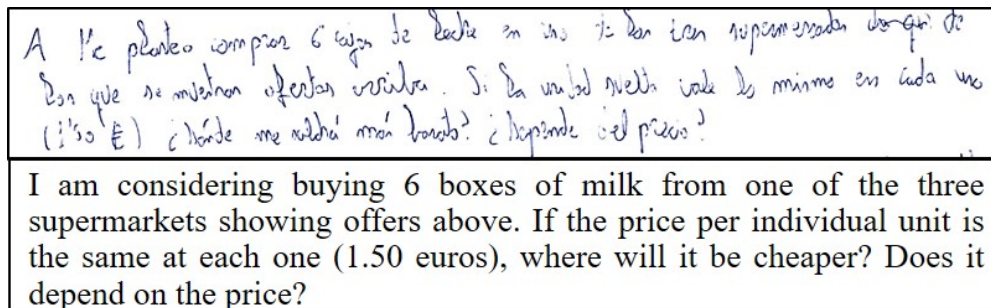 A Me planteo comprar 6 cajas de leche en uno de los tres supermercados
los que se muestran ofertas arriba. Si la unidad suelta vale lo mismo en cada uno
(1'50 €) ¿Dónde me saldrá más barato? ¿Depende del precio?
I am considering buying 6 boxes of milk from one of the three
supermarkets showing offers above. If the price per individual unit is
the same at each one (1.50 euros), where will it be cheaper? Does it
depend on the price?